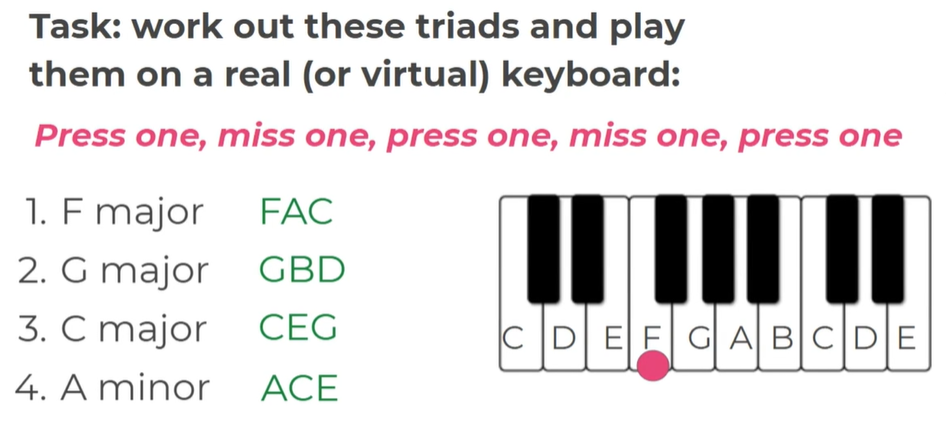 Task: work out these triads and play
them on a real (or virtual) keyboard:
Press one, miss one, press one, miss one, press one
1. F major FAC
2. G major GBD
3. C major CEG
4. A minor ACE
C D E F G A B C D E